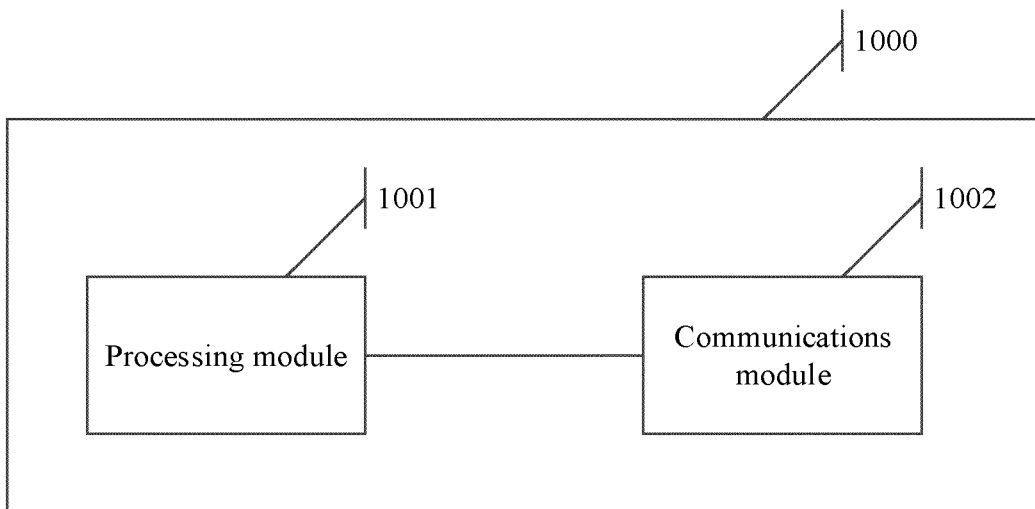 1000
1001
1002
Processing module
Communications
module